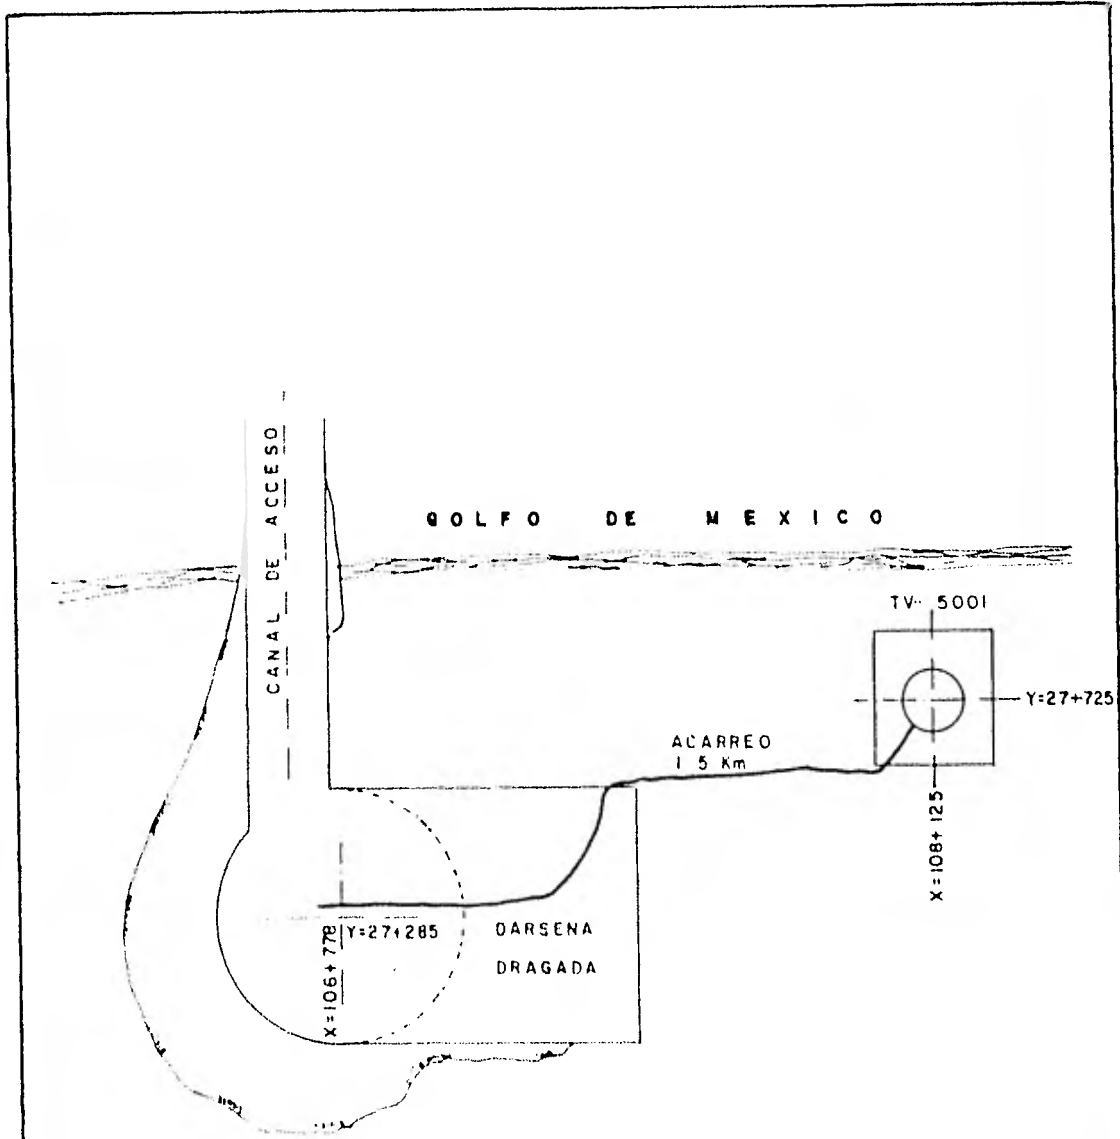 CANAL DE ACCESO
GOLFO DE MEXICO
TV- 5001
Y=27+725
ACARREO
1 5 Km
X=108+125
X=106+778
Y=27+285
DARSENA
DRAGADA